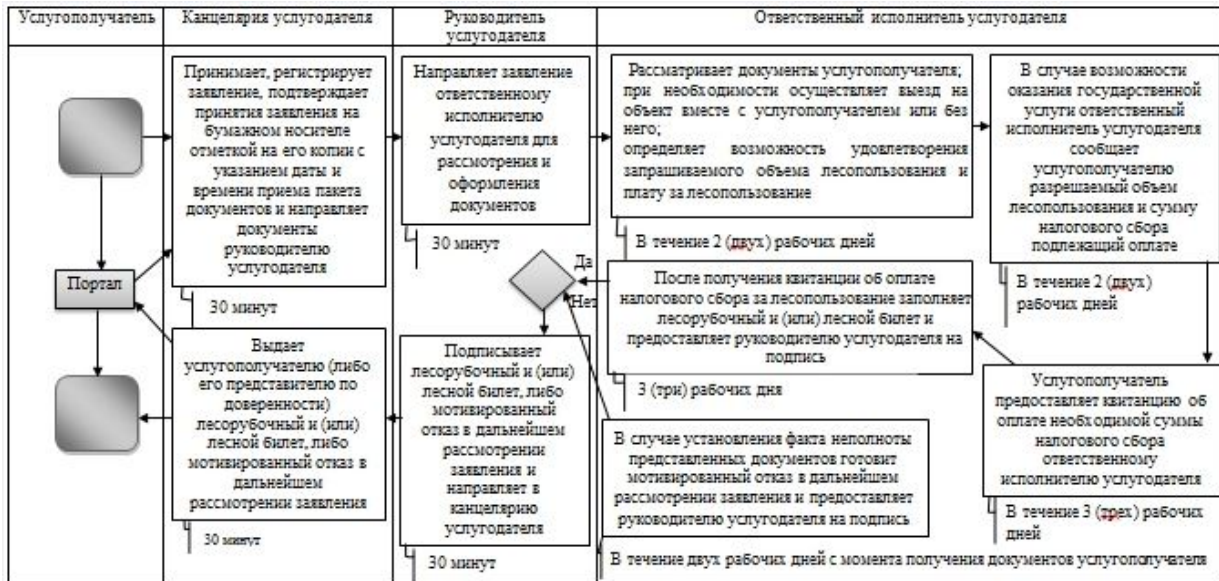 Услугополучатель
Канцелярия услугодателя
Руководитель
услугодателя
Ответственный исполнитель услугодателя
Принимает, регистрирует
заявление, подтверждает
принятия заявления на
бумажном носителе
отметкой на его копии с
указанием даты и
времени приема пакета
документов и направляет
документы
руководителю
услугодателя
30 минут
Направляет заявление
ответственному
исполнителю
услугодателя для
рассмотрения и
оформления
документов
30 минут
Рассматривает документы услугополучателя;
при необходимости осуществляет выезд на
объект вместе с услугополучателем или без
него;
определяет возможность удовлетворения
запрашиваемого объема лесопользования и
плату за лесопользование
В течение 2 (двух) рабочих дней
В случае возможности
оказания государственной
услуги ответственный
исполнитель услугодателя
сообщает
услугополучателю
разрешаемый объем
лесопользования и сумму
налогового сбора
подлежащий оплате
В течение 2 (двух)
рабочих дней
Портал
Да
Нет
После получения квитанции об оплате
налогового сбора за лесопользование заполняет
лесорубочный и (или) лесной билет и
предоставляет руководителю услугодателя на
подпись
3 (три) рабочих дня
Услугополучатель
предоставляет квитанцию об
оплате необходимой суммы
налогового сбора
ответственному
исполнителю услугодателя
В течение 3 (трех) рабочих
дней
Выдает
услугополучателю (либо
его представителю по
доверенности)
лесорубочный и (или)
лесной билет, либо
мотивированный отказ в
дальнейшем
рассмотрении заявления
30 минут
Подписывает
лесорубочный и (или)
лесной билет, либо
мотивированный
отказ в дальнейшем
рассмотрении
заявления и
направляет в
канцелярию
услугодателя
30 минут
В случае установления факта неполноты
представленных документов готовит
мотивированный отказ в дальнейшем
рассмотрении заявления и предоставляет
руководителю услугодателя на подпись
В течение двух рабочих дней с момента получения документов услугополучателя